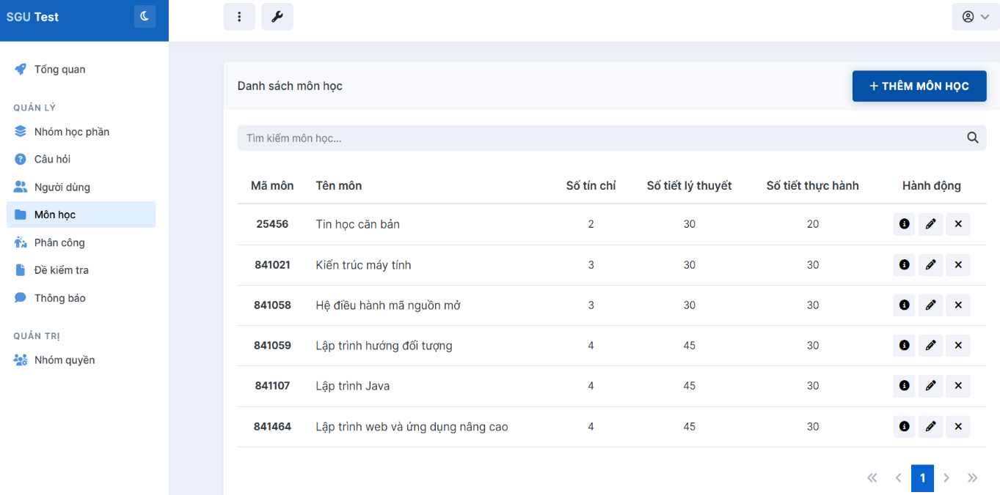 SGU Test
Tổng quan
QUẢN LÝ
Nhóm học phần
Câu hỏi
Người dùng
Môn học
Phân công
Đề kiểm tra
Thông báo
QUẢN TRỊ
Nhóm quyền
Danh sách môn học
+ THÊM MÔN HỌC
Tìm kiếm môn học...
Mã môn Tên môn Số tín chỉ Số tiết lý thuyết Số tiết thực hành Hành động
25456 Tin học căn bản 2 30 20
841021 Kiến trúc máy tính 3 30 30
841058 Hệ điều hành mã nguồn mở 3 30 30
841059 Lập trình hướng đối tượng 4 45 30
841107 Lập trình Java 4 45 30
841464 Lập trình web và ứng dụng nâng cao 4 45 30
« ‹ 1 › »